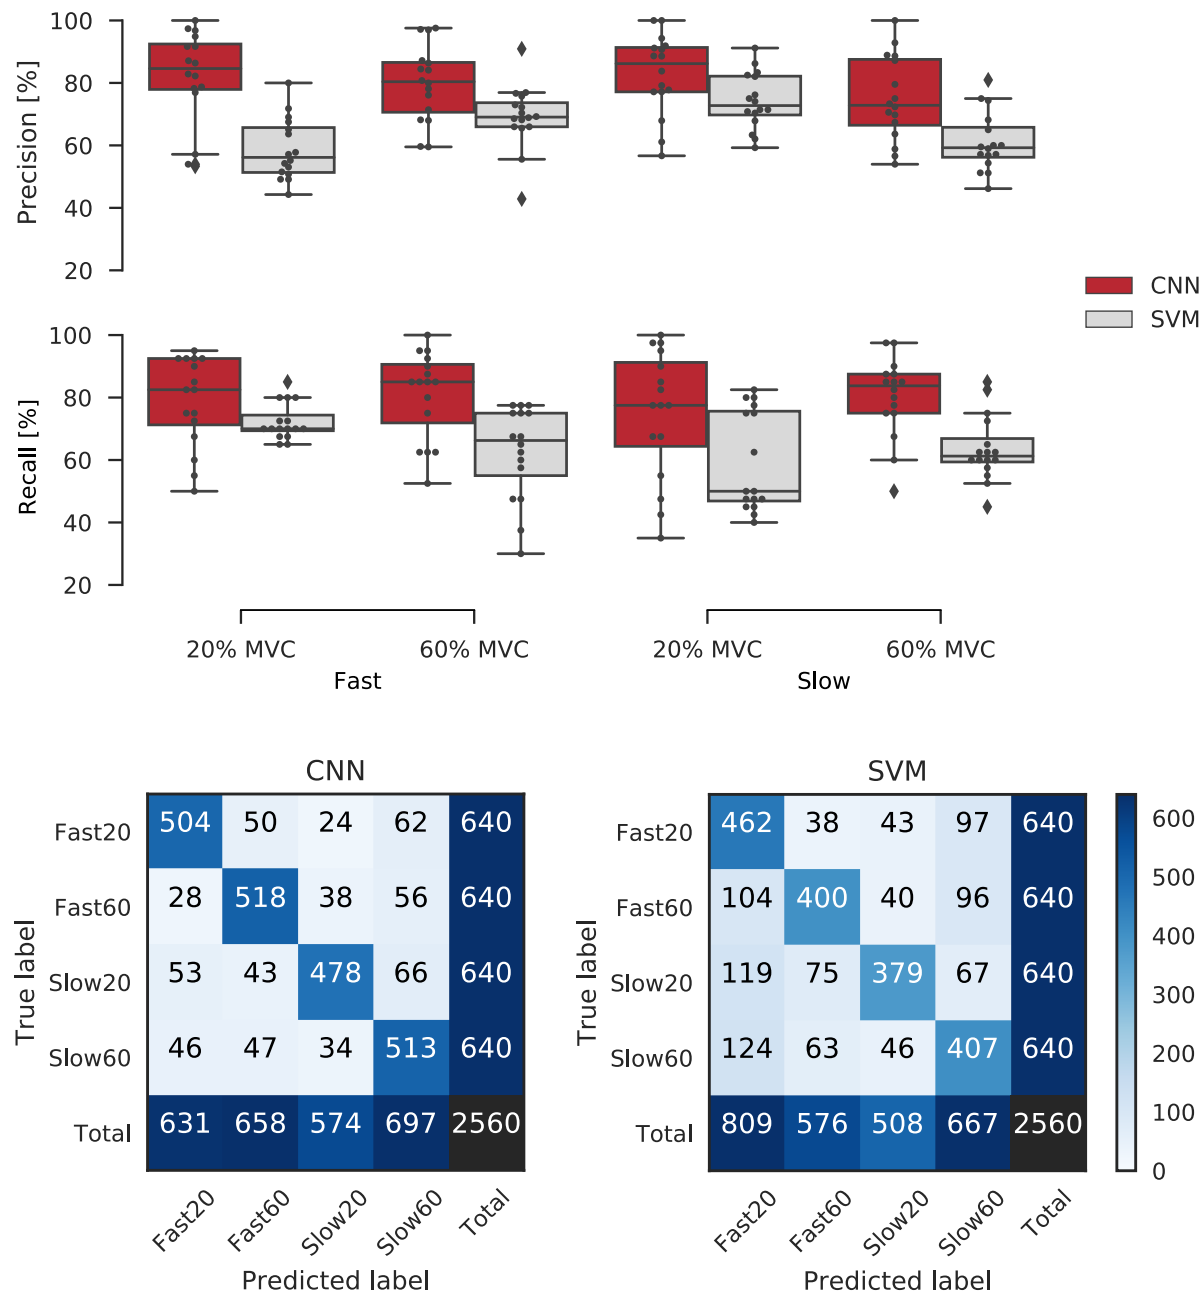 Precision [%]
100
80
60
40
20
CNN
SVM
Recall [%]
100
80
60
40
20
20% MVC 60% MVC 20% MVC 60% MVC
Fast Slow
CNN
True label
Fast20 504 50 24 62 640
Fast60 28 518 38 56 640
Slow20 53 43 478 66 640
Slow60 46 47 34 513 640
Total 631 658 574 697 2560
Fast20 Fast60 Slow20 Slow60 Total
Predicted label
SVM
True label
Fast20 462 38 43 97 640
Fast60 104 400 40 96 640
Slow20 119 75 379 67 640
Slow60 124 63 46 407 640
Total 809 576 508 667 2560
Fast20 Fast60 Slow20 Slow60 Total
Predicted label
600
500
400
300
200
100
0